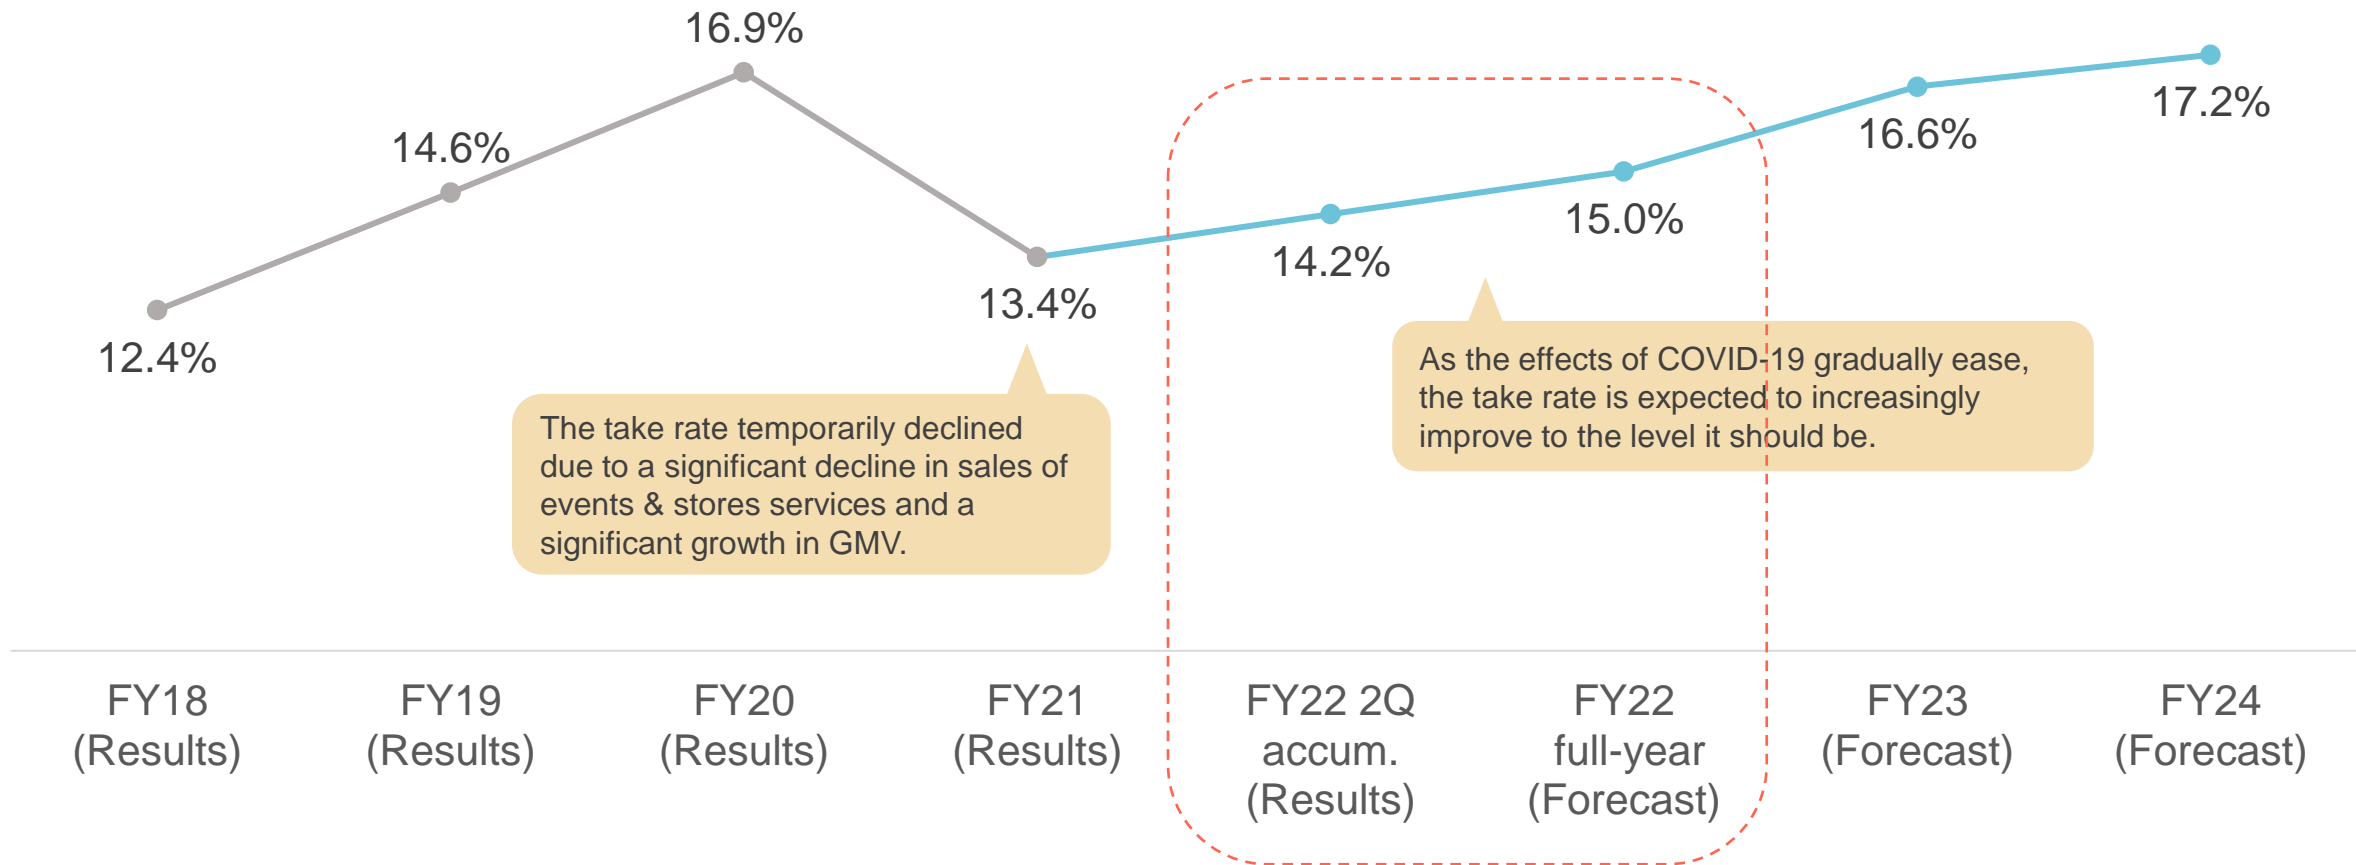 16.9%
14.6%
12.4%
13.4%
14.2%
15.0%
16.6%
17.2%
The take rate temporarily declined
due to a significant decline in sales of
events & stores services and a
significant growth in GMV.
As the effects of COVID-19 gradually ease,
the take rate is expected to increasingly
improve to the level it should be.
FY18
(Results)
FY19
(Results)
FY20
(Results)
FY21
(Results)
FY22 2Q
accum.
(Results)
FY22
full-year
(Forecast)
FY23
(Forecast)
FY24
(Forecast)